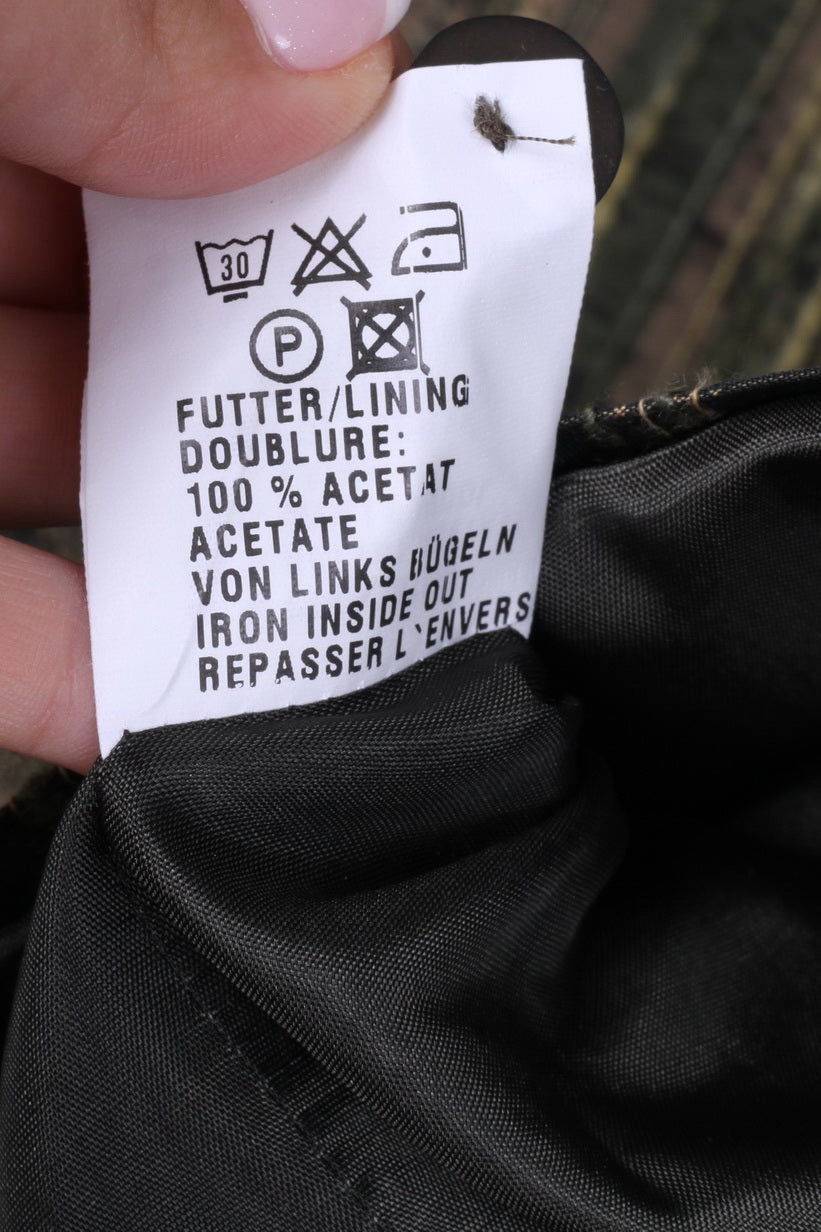 30
P
FUTTER/LINING
DOUBLURE:
100 % ACETAT
ACETATE
VON LINKS BÜGELN
IRON INSIDE OUT
REPASSER L`ENVERS